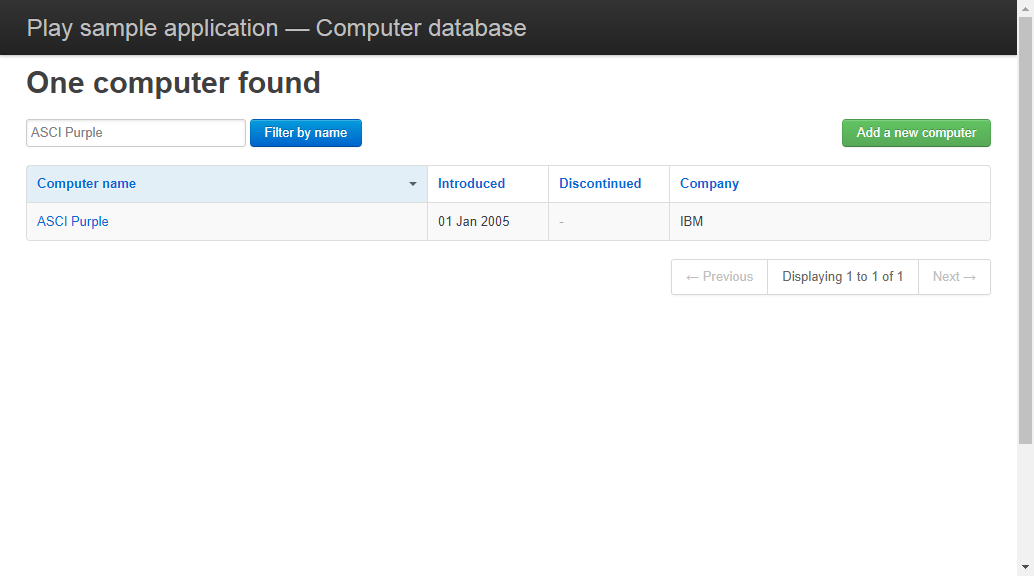 Play sample application — Computer database
One computer found
ASCI Purple Filter by name Add a new computer
Computer name Introduced Discontinued Company
ASCI Purple 01 Jan 2005 - IBM
← Previous Displaying 1 to 1 of 1 Next →